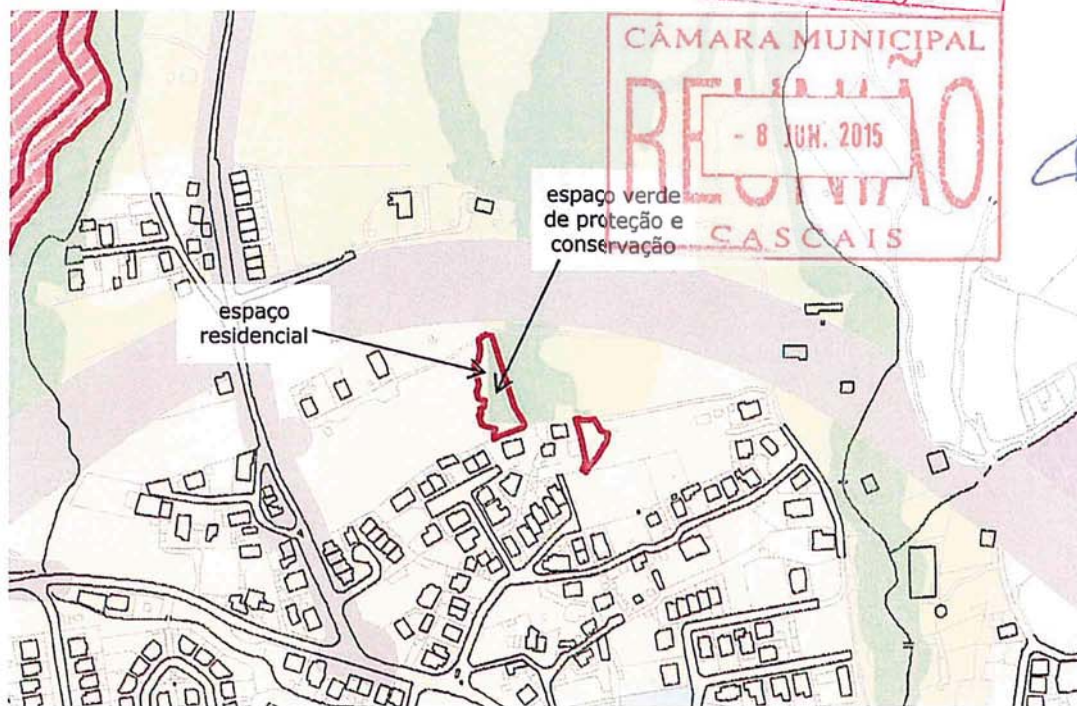 CÂMARA MUNICIPAL
REUNIÃO
- 8 JUN. 2015
CASCAIS
espaço verde
de proteção e
conservação
espaço
residencial